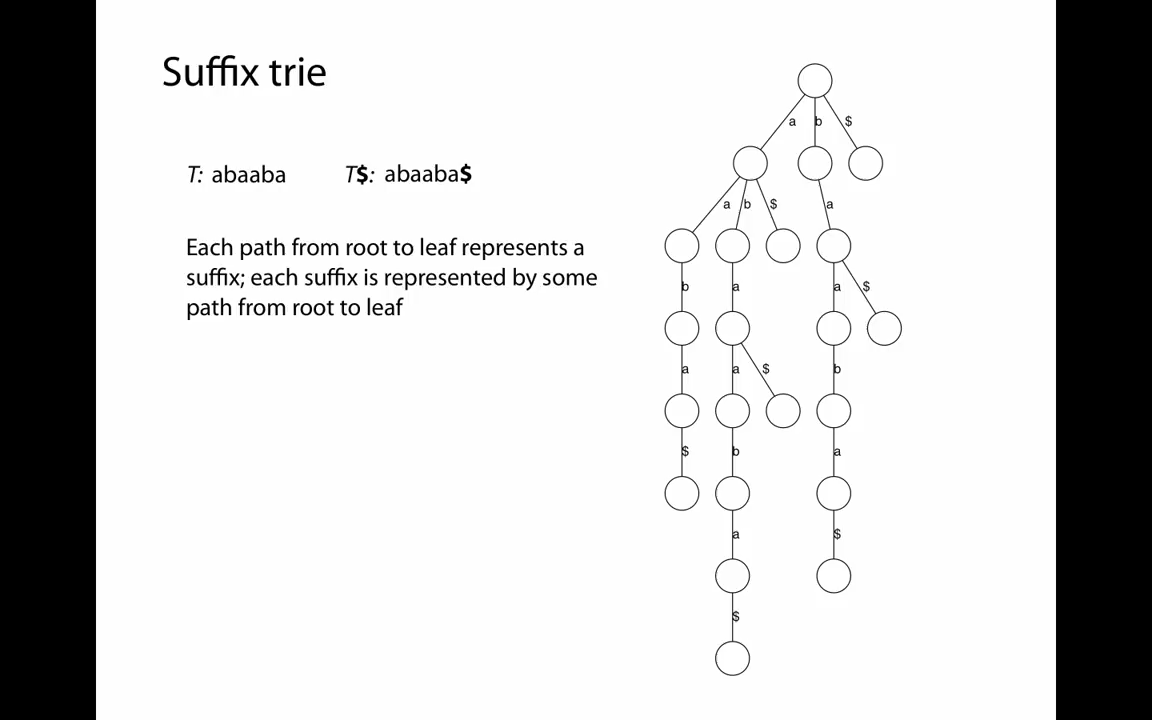 Suffix trie
T: abaaba T$: abaaba$
Each path from root to leaf represents a
suffix; each suffix is represented by some
path from root to leaf
a b $
a b $ a
b a a $
a a $ b
$ b a
a $
$